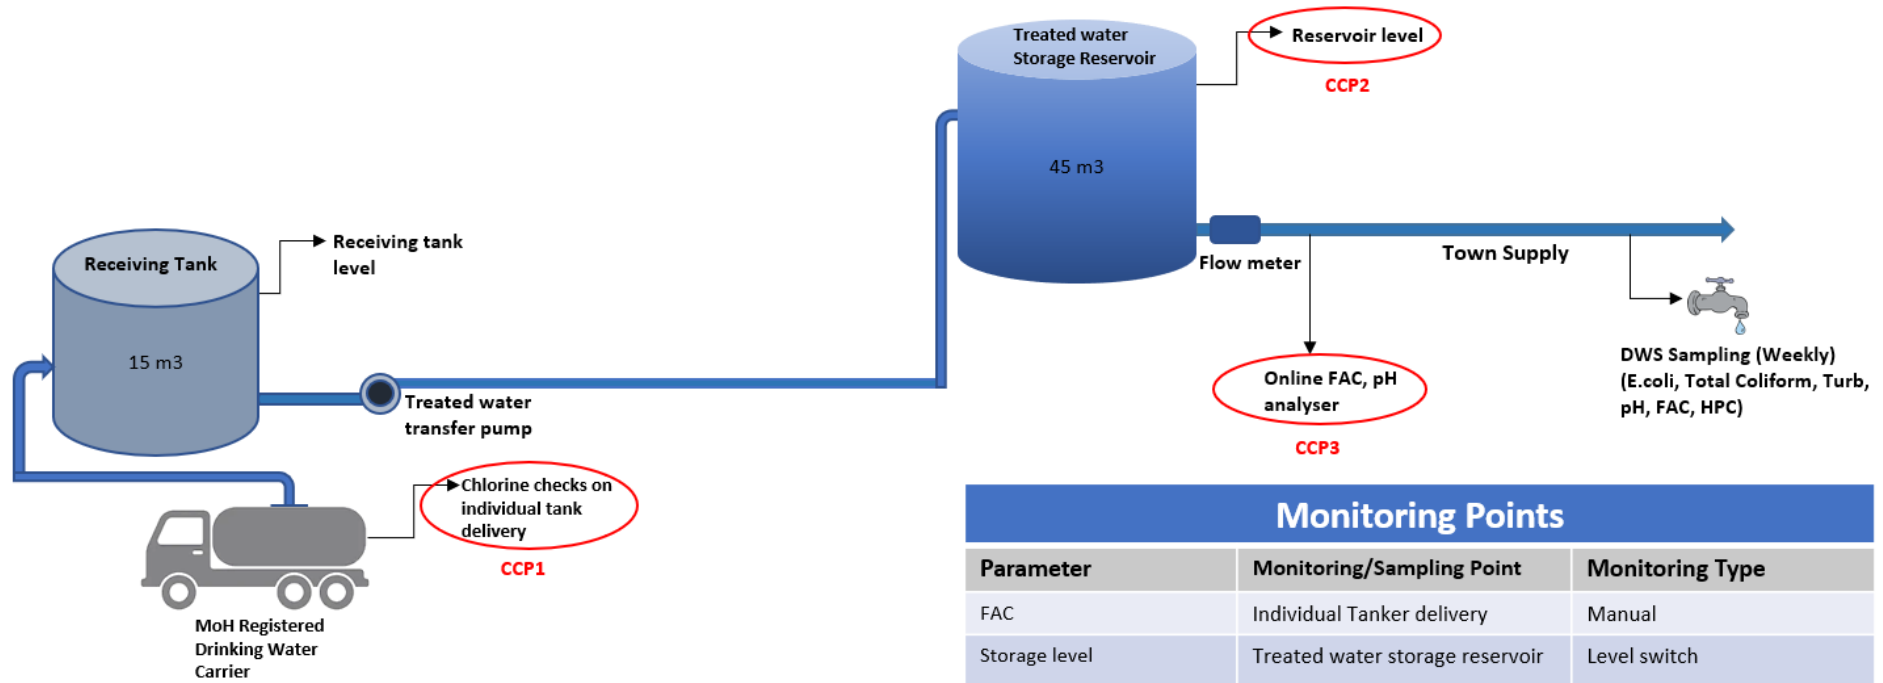 Treated water
Storage Reservoir
Reservoir level
CCP2
45 m3
Receiving tank
level
Receiving Tank
15 m3
Flow meter
Town Supply
Treated water
transfer pump
Online FAC, pH
analyser
CCP3
DWS Sampling (Weekly)
(E.coli, Total Coliform, Turb,
pH, FAC, HPC)
Chlorine checks on
individual tank
delivery
CCP1
MoH Registered
Drinking Water
Carrier
Monitoring Points
Parameter Monitoring/Sampling Point Monitoring Type
FAC Individual Tanker delivery Manual
Storage level Treated water storage reservoir Level switch